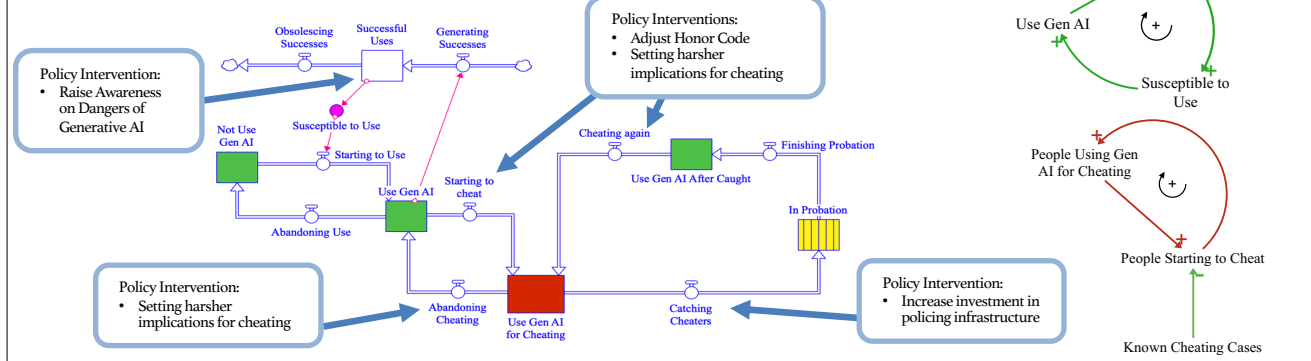 Policy Intervention:
• Raise Awareness
on Dangers of
Generative AI
Obsolescing
Successes
Successful
Uses
Generating
Successes
Susceptible to Use
Not Use
Gen AI
Starting to Use
Use Gen AI
Abandoning Use
Starting to
cheat
Policy Interventions:
• Adjust Honor Code
• Setting harsher
implications for cheating
Cheating again
Use Gen AI After Caught
Finishing Probation
In Probation
Policy Intervention:
• Setting harsher
implications for cheating
Abandoning
Cheating
Use Gen AI
for Cheating
Catching
Cheaters
Policy Intervention:
• Increase investment in
policing infrastructure
Use Gen AI
+
+
+
Susceptible to
Use
+
People Using Gen
AI for Cheating
+
+
People Starting to Cheat
-
Known Cheating Cases